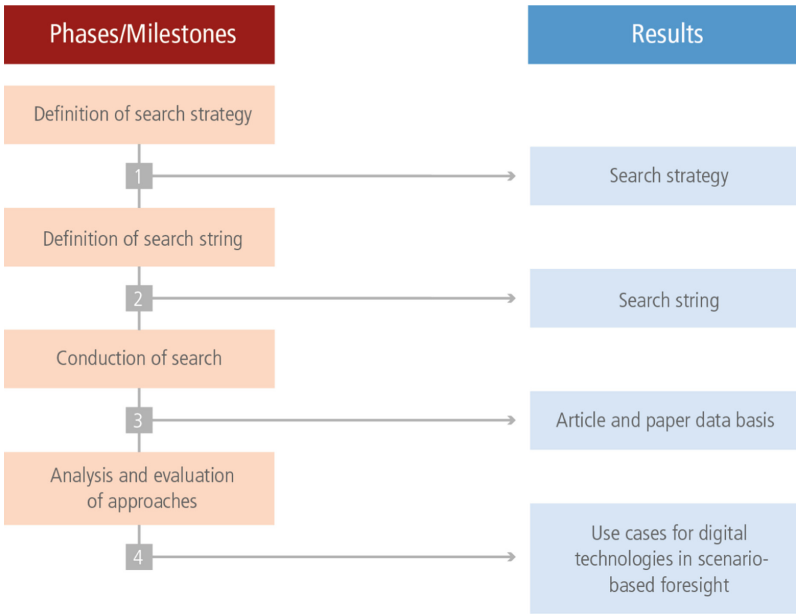 Phases/Milestones
Results
Definition of search strategy
1
Search strategy
Definition of search string
2
Search string
Conduction of search
3
Article and paper data basis
Analysis and evaluation
of approaches
4
Use cases for digital
technologies in scenario-
based foresight